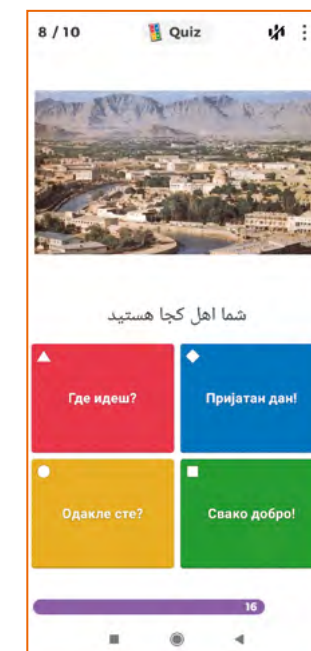 8 / 10
Quiz
شما اهل کجا هستید
Где идеш?
Пријатан дан!
Одакле сте?
Свако добро!
16